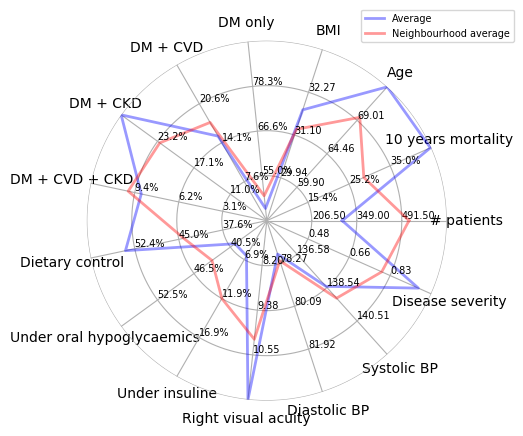 Average
Neighbourhood average
DM only
BMI
DM + CVD
Age
DM + CKD
10 years mortality
DM + CVD + CKD
# patients
Dietary control
Disease severity
Under oral hypoglycaemics
Systolic BP
Under insuline
Diastolic BP
Right visual acuity
206.50 349.00 491.50
15.4% 25.2% 35.0%
59.90 64.46 69.01
29.94 31.10 32.27
55.0% 66.6% 78.3%
7.6% 14.1% 20.6%
11.0% 17.1% 23.2%
3.1% 6.2% 9.4%
37.6% 45.0% 52.4%
40.5% 46.5% 52.5%
6.9% 11.9% 16.9%
8.20 9.38 10.55
78.27 80.09 81.92
136.58 138.54 140.51
0.48 0.66 0.83